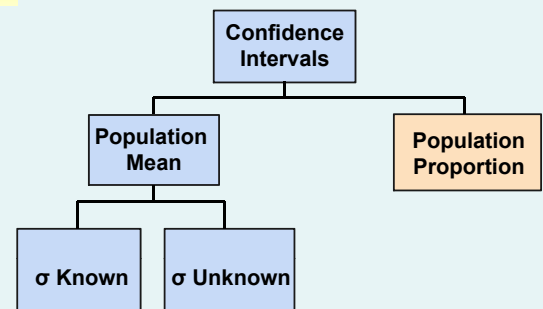 Confidence
Intervals
Population
Mean
Population
Proportion
σ Known
σ Unknown